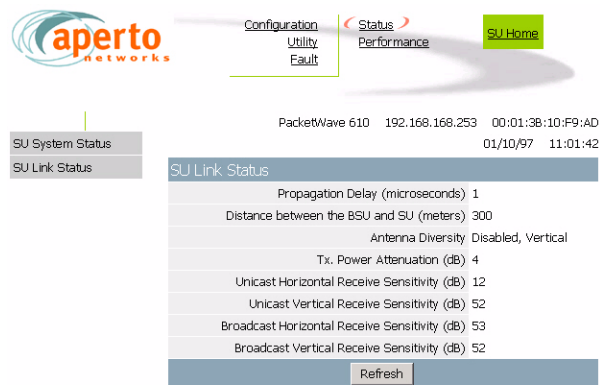 aperto
networks
Configuration
Utility
Fault
Status
Performance
SU Home
PacketWave 610 192.168.168.253 00:01:3B:10:F9:AD
01/10/97 11:01:42
SU System Status
SU Link Status
SU Link Status
Propagation Delay (microseconds) 1
Distance between the BSU and SU (meters) 300
Antenna Diversity Disabled, Vertical
Tx. Power Attenuation (dB) 4
Unicast Horizontal Receive Sensitivity (dB) 12
Unicast Vertical Receive Sensitivity (dB) 52
Broadcast Horizontal Receive Sensitivity (dB) 53
Broadcast Vertical Receive Sensitivity (dB) 52
Refresh